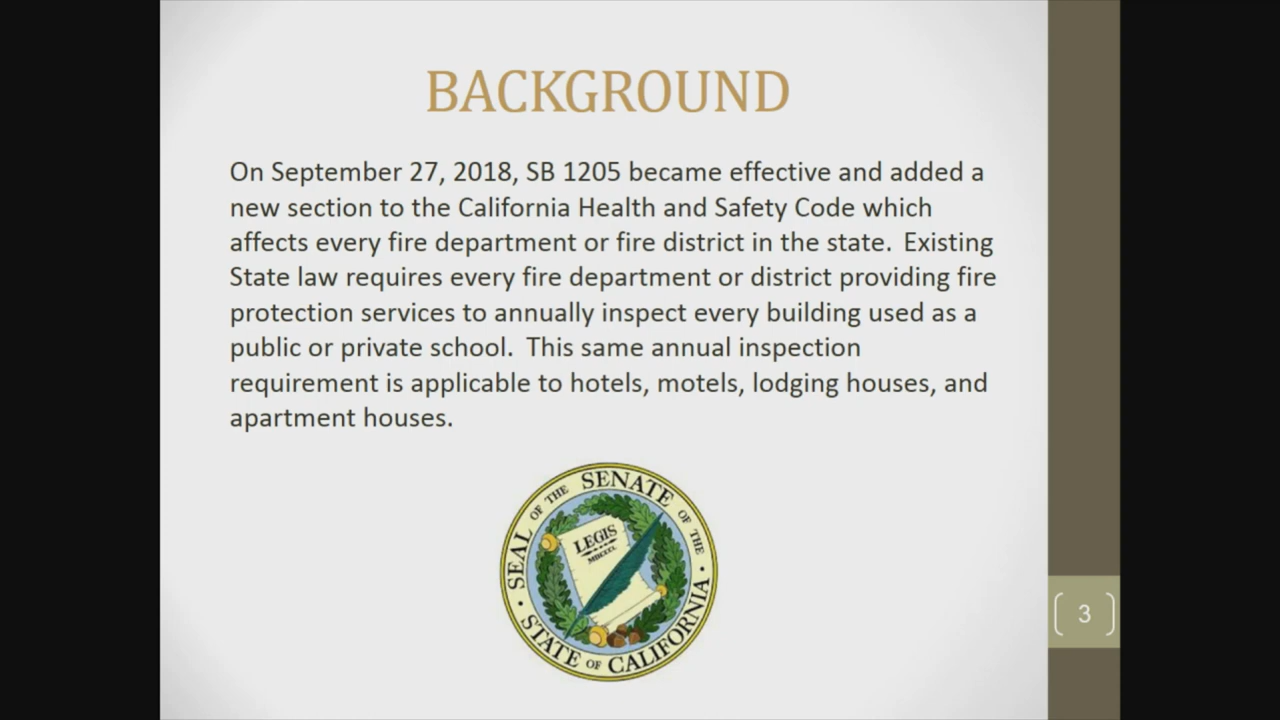 BACKGROUND
On September 27, 2018, SB 1205 became effective and added a
new section to the California Health and Safety Code which
affects every fire department or fire district in the state.  Existing
State law requires every fire department or district providing fire
protection services to annually inspect every building used as a
public or private school.  This same annual inspection
requirement is applicable to hotels, motels, lodging houses, and
apartment houses.
SEAL OF THE SENATE OF THE
STATE OF CALIFORNIA
LEGIS
MDCCCL
3